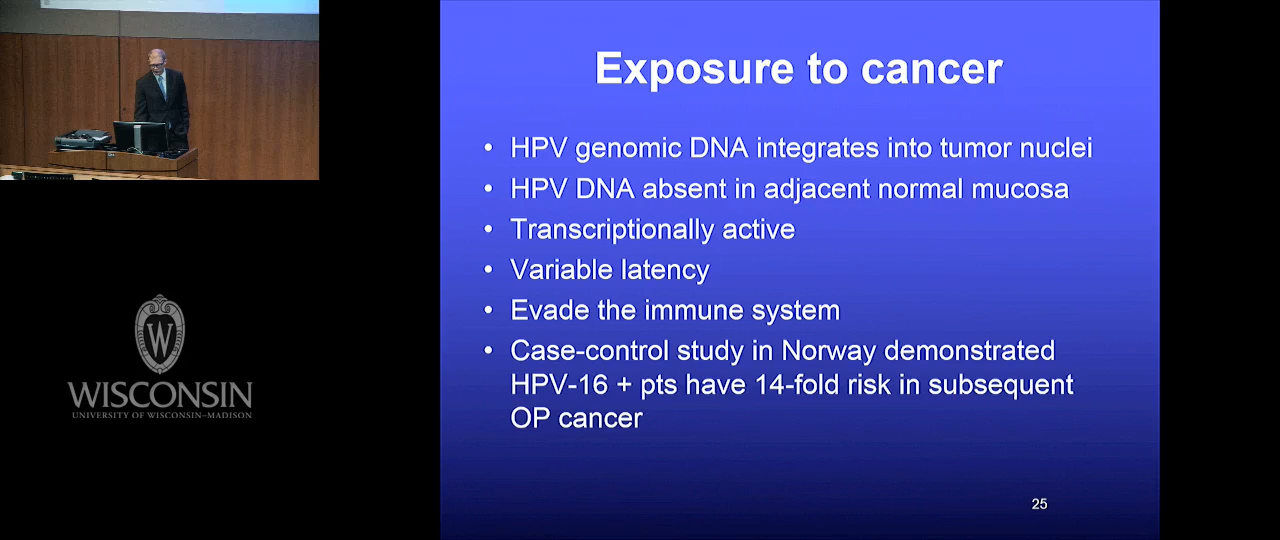 Exposure to cancer
• HPV genomic DNA integrates into tumor nuclei
• HPV DNA absent in adjacent normal mucosa
• Transcriptionally active
• Variable latency
• Evade the immune system
• Case-control study in Norway demonstrated
HPV-16 + pts have 14-fold risk in subsequent
OP cancer
25
W
WISCONSIN
UNIVERSITY OF WISCONSIN–MADISON